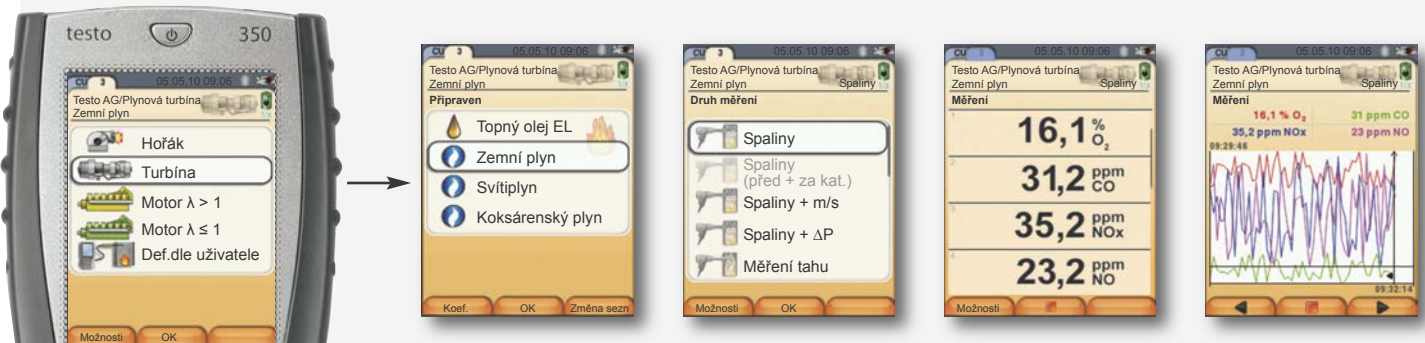 testo 350
CU 3 05.05.10 09:06
Testo AG/Plynová turbína
Zemní plyn
Hořák
Turbína
Motor λ > 1
Motor λ ≤ 1
Def.dle uživatele
Možnosti OK
CU 3 05.05.10 09:06
Testo AG/Plynová turbína
Zemní plyn
Připraven
Topný olej EL
Zemní plyn
Svítiplyn
Koksárenský plyn
Koef. OK Změna sezn
CU 3 05.05.10 09:06
Testo AG/Plynová turbína
Zemní plyn Spaliny
Druh měření
Spaliny
Spaliny
(před + za kat.)
Spaliny + m/s
Spaliny + ΔP
Měření tahu
Možnosti OK
CU 3 05.05.10 09:06
Testo AG/Plynová turbína
Zemní plyn Spaliny
Měření
1 16,1 % O₂
2 31,2 ppm CO
3 35,2 ppm NOx
4 23,2 ppm NO
Možnosti
CU 3 05.05.10 09:06
Testo AG/Plynová turbína
Zemní plyn Spaliny
Měření
16,1 % O₂ 31 ppm CO
35,2 ppm NOx 23 ppm NO
09:29:46
09:32:14